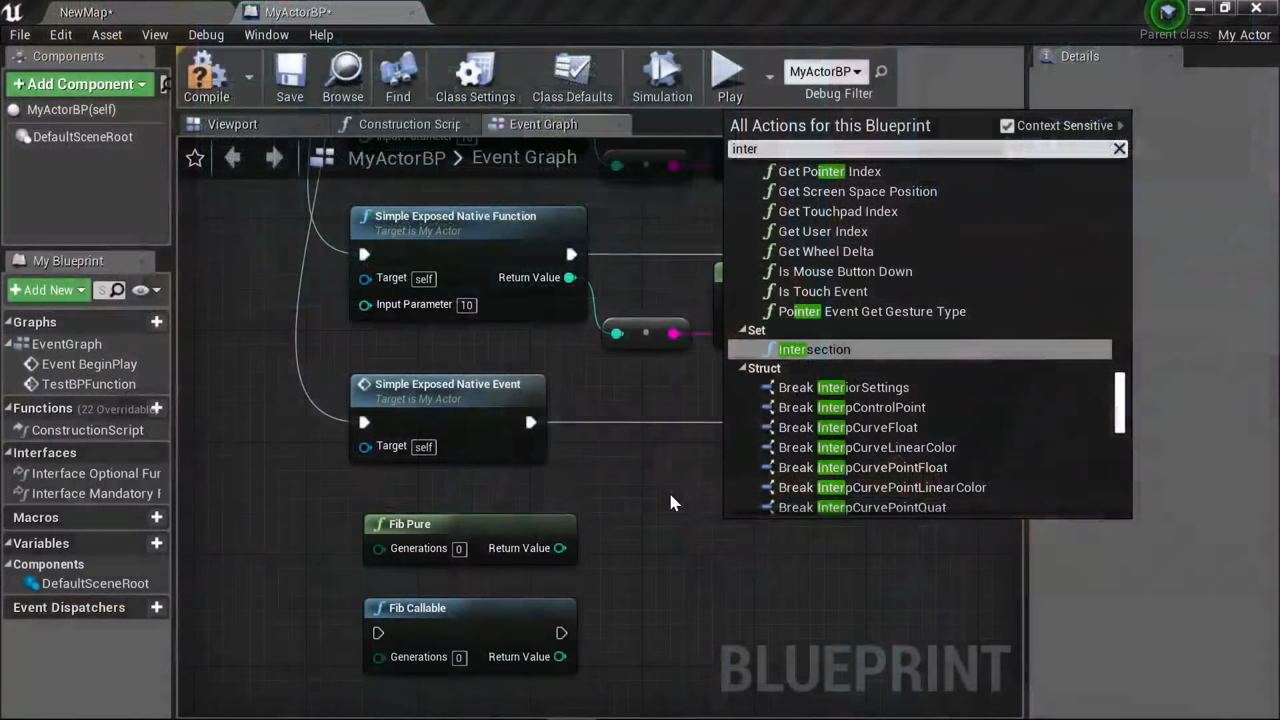 NewMap*
MyActorBP*
File Edit Asset View Debug Window Help
Parent class: My Actor
Components
+Add Component
MyActorBP(self)
DefaultSceneRoot
My Blueprint
+Add New
Graphs
EventGraph
Event BeginPlay
TestBPFunction
Functions (22 Overridable
ConstructionScript
Interfaces
Interface Optional Fur
Interface Mandatory F
Macros
Variables
Components
DefaultSceneRoot
Event Dispatchers
Compile
Save
Browse
Find
Class Settings
Class Defaults
Simulation
Play
MyActorBP
Debug Filter
Viewport
Construction Scrip
Event Graph
MyActorBP > Event Graph
Simple Exposed Native Function
Target is My Actor
Target self
Return Value
Input Parameter 10
Simple Exposed Native Event
Target is My Actor
Target self
Fib Pure
Generations 0 Return Value
Fib Callable
Generations 0 Return Value
BLUEPRINT
All Actions for this Blueprint
Context Sensitive
inter
Get Pointer Index
Get Screen Space Position
Get Touchpad Index
Get User Index
Get Wheel Delta
Is Mouse Button Down
Is Touch Event
Pointer Event Get Gesture Type
Set
Intersection
Struct
Break InteriorSettings
Break InterpControlPoint
Break InterpCurveFloat
Break InterpCurveLinearColor
Break InterpCurvePointFloat
Break InterpCurvePointLinearColor
Break InterpCurvePointQuat
Details